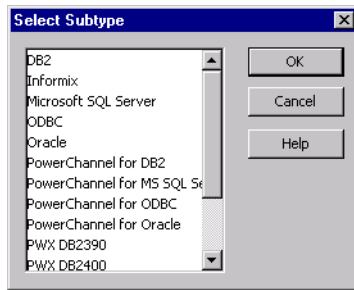 Select Subtype
DB2
Informix
Microsoft SQL Server
ODBC
Oracle
PowerChannel for DB2
PowerChannel for MS SQL Se
PowerChannel for ODBC
PowerChannel for Oracle
PWX DB2390
PWX DB2400
OK
Cancel
Help